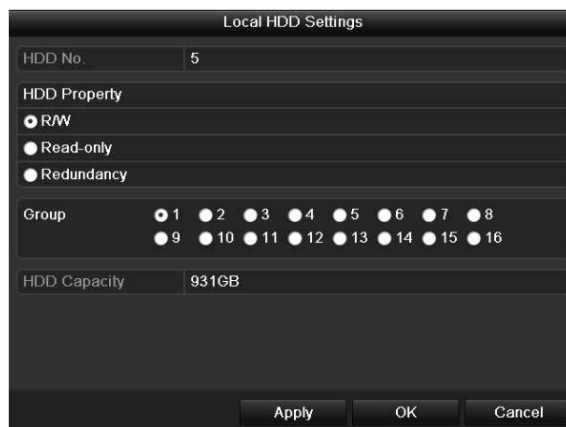 Local HDD Settings
HDD No. 5
HDD Property
R/W
Read-only
Redundancy
Group 1 2 3 4 5 6 7 8
9 10 11 12 13 14 15 16
HDD Capacity 931GB
Apply OK Cancel